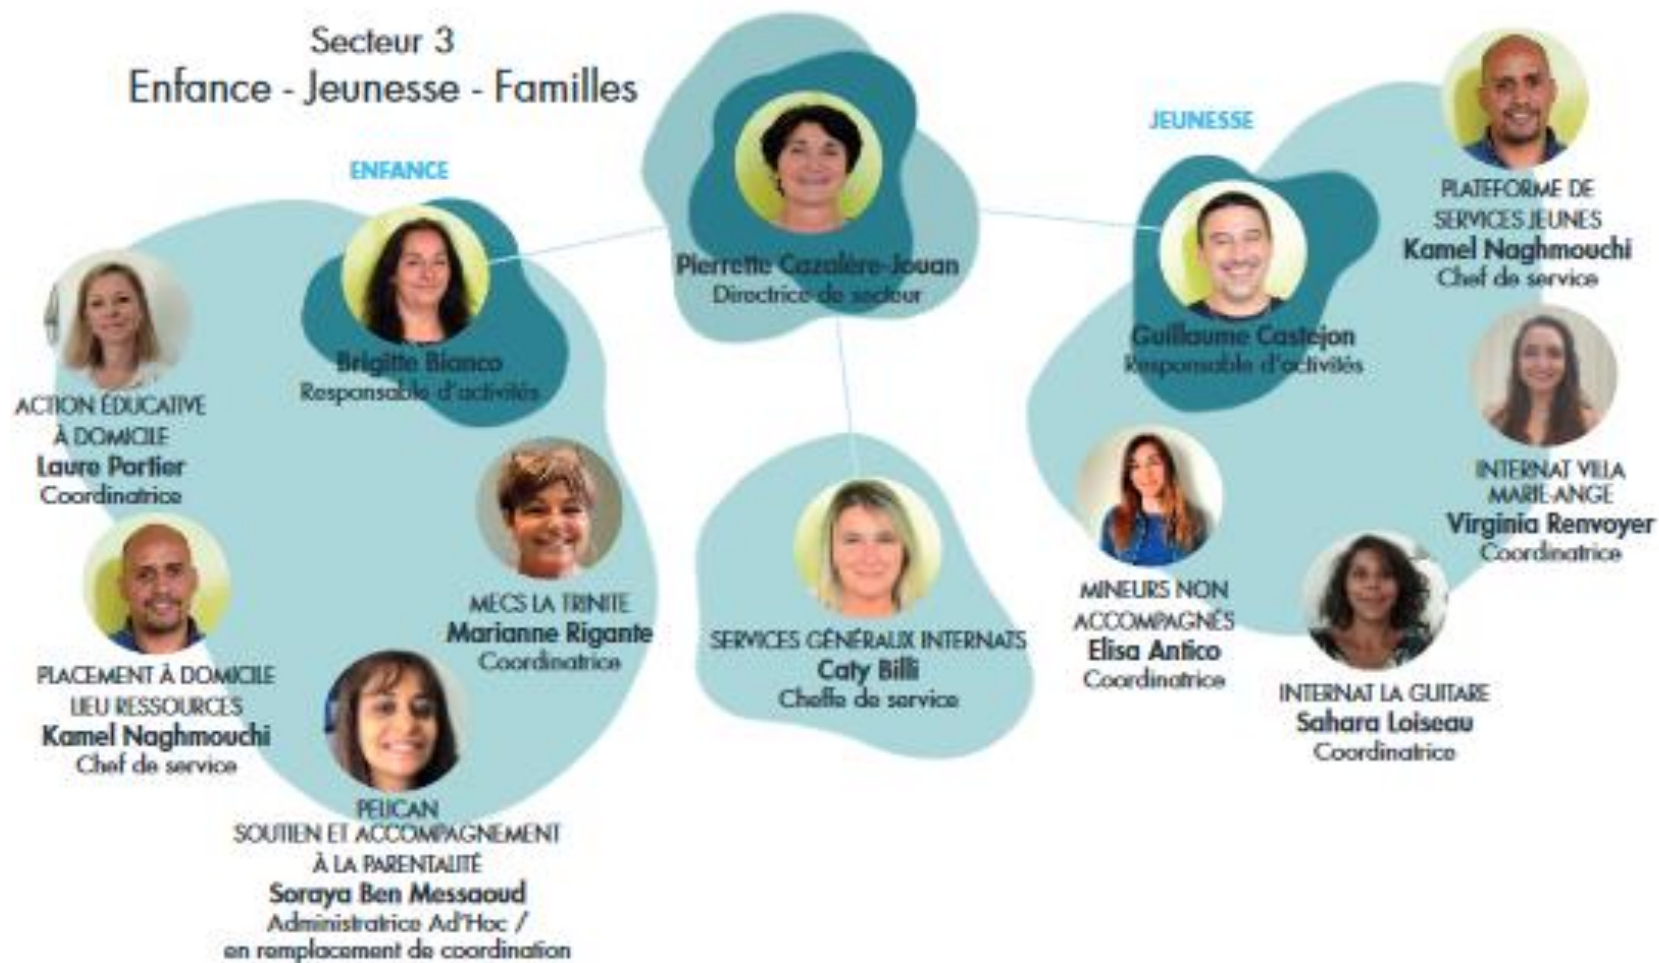 Secteur 3
Enfance - Jeunesse - Familles
ENFANCE
Brigitte Bianco
Responsable d'activités
ACTION ÉDUCATIVE
À DOMICILE
Laure Portier
Coordinatrice
PLACEMENT À DOMICILE
LIEU RESSOURCES
Kamel Naghmouchi
Chef de service
MECS LA TRINITE
Marianne Rigante
Coordinatrice
PELICAN
SOUTIEN ET ACCOMPAGNEMENT
À LA PARENTALITÉ
Soraya Ben Messaoud
Administratrice Ad'Hoc /
en remplacement de coordination
Pierrette Cazalère-Jouan
Directrice de secteur
SERVICES GÉNÉRAUX INTERNATS
Caty Billi
Cheffe de service
JEUNESSE
Guillaume Castejon
Responsable d'activités
PLATEFORME DE
SERVICES JEUNES
Kamel Naghmouchi
Chef de service
INTERNAT VILLA
MARIE-ANGE
Virginia Renvoyer
Coordinatrice
MINEURS NON
ACCOMPAGNÉS
Elisa Antico
Coordinatrice
INTERNAT LA GUITARE
Sahara Loiseau
Coordinatrice